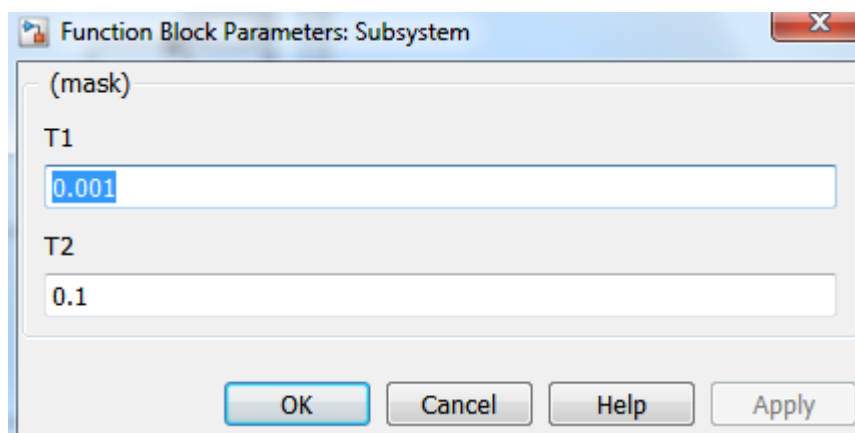 Function Block Parameters: Subsystem
X
(mask)
T1
0.001
T2
0.1
OK Cancel Help Apply